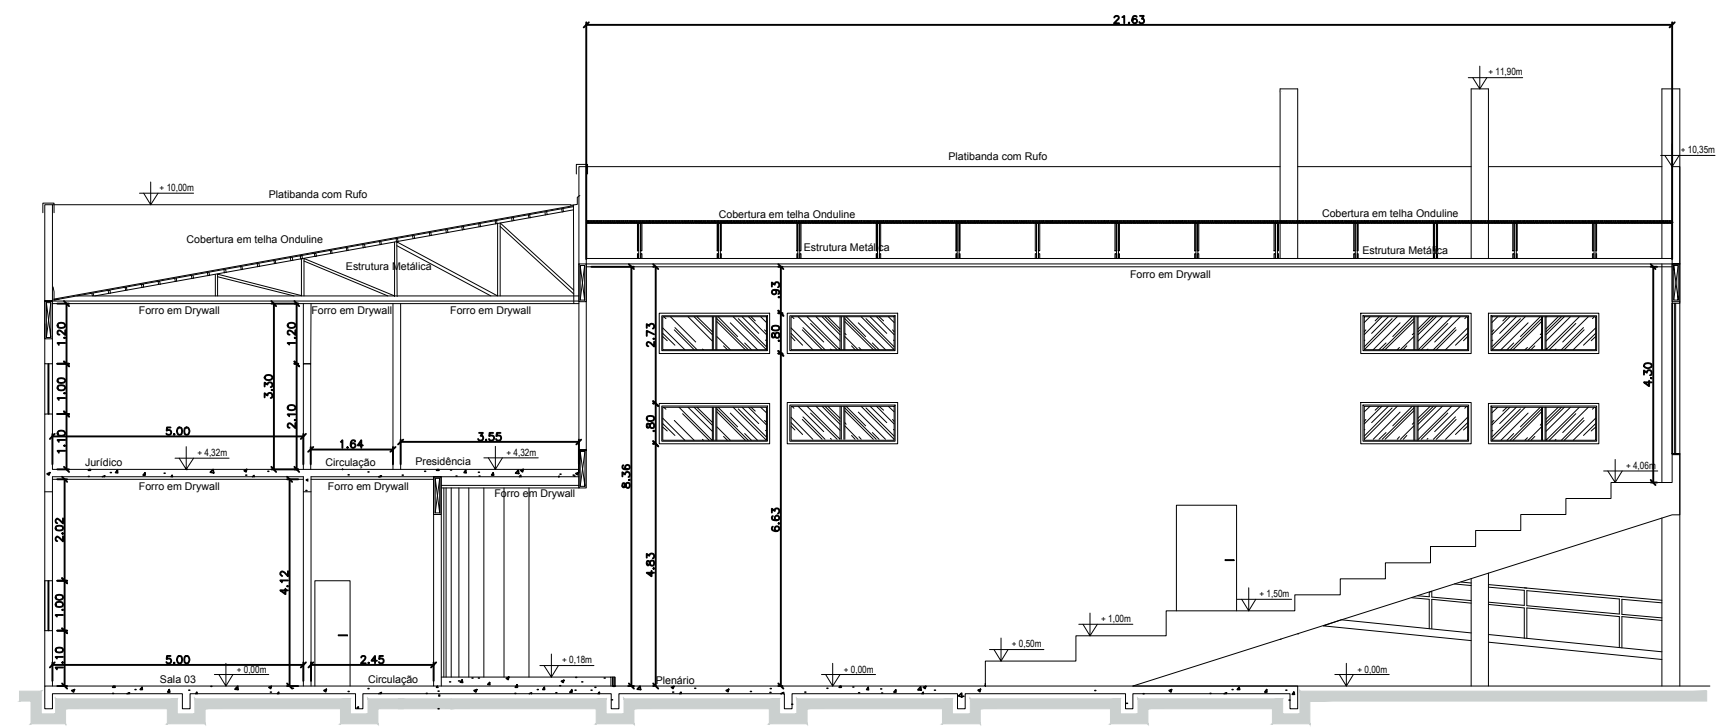 21.63
+ 11,90m
+ 10,35m
Platibanda com Rufo
+ 10,00m
Platibanda com Rufo
Cobertura em telha Onduline
Cobertura em telha Onduline
Cobertura em telha Onduline
Estrutura Metálica
Estrutura Metálica
Estrutura Metálica
Forro em Drywall
Forro em Drywall
Forro em Drywall
Forro em Drywall
.93
1.20
1.20
2.73
.80
3.30
4.30
1.00
2.10
.80
1.10
5.00
1.64
3.55
+ 4,32m
+ 4,32m
Jurídico
Circulação
Presidência
+ 4,06m
8.36
Forro em Drywall
Forro em Drywall
Forro em Drywall
2.02
6.63
4.83
4.12
1.00
+ 1,50m
+ 1,00m
+ 0,50m
1.10
5.00
2.45
+ 0,18m
+ 0,00m
+ 0,00m
+ 0,00m
Sala 03
Circulação
Plenário